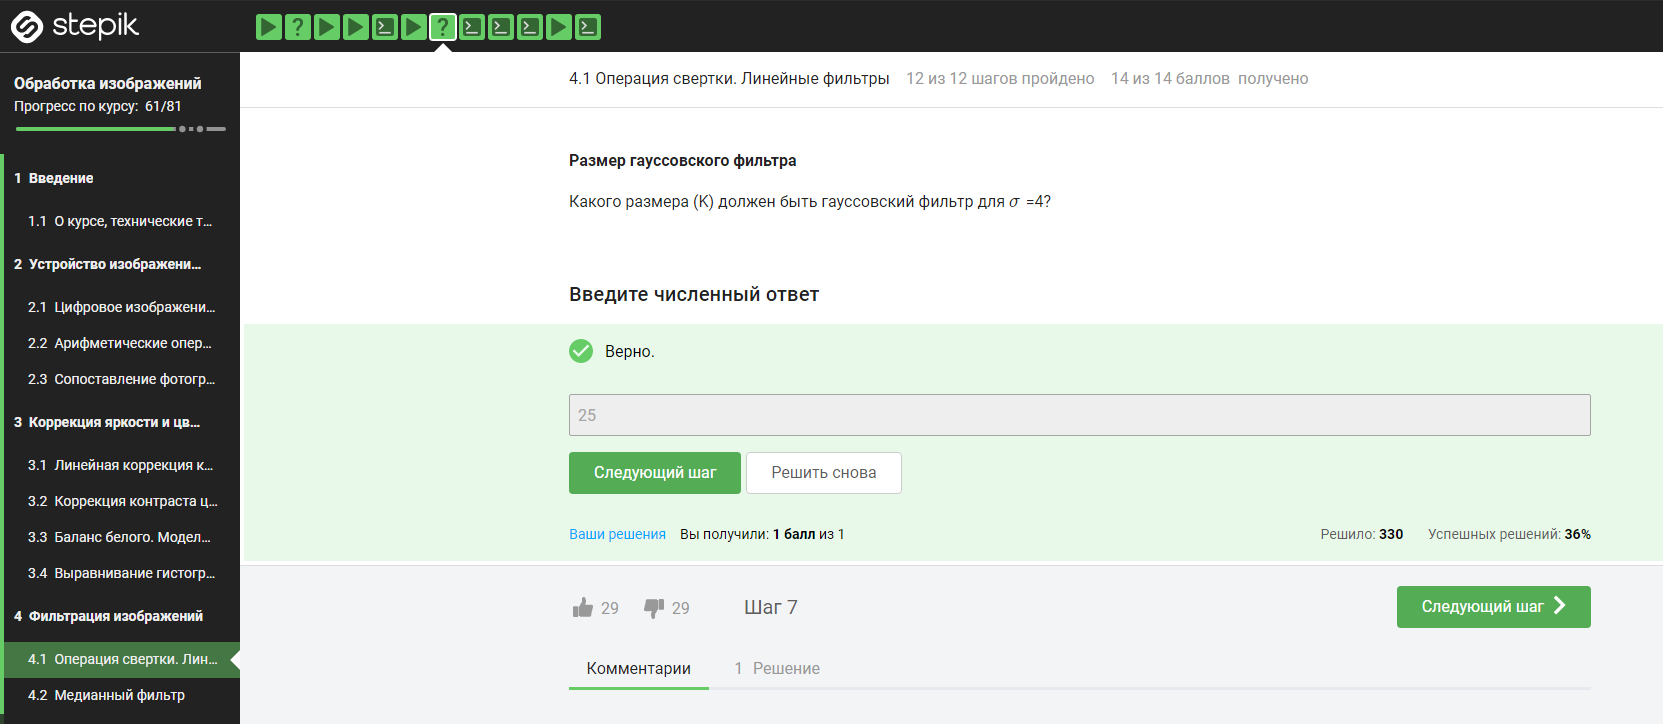 stepik
Обработка изображений
Прогресс по курсу: 61/81
1 Введение
1.1 О курсе, технические т...
2 Устройство изображени...
2.1 Цифровое изображени...
2.2 Арифметические опер...
2.3 Сопоставление фотогр...
3 Коррекция яркости и цв...
3.1 Линейная коррекция к...
3.2 Коррекция контраста ц...
3.3 Баланс белого. Модел...
3.4 Выравнивание гистогр...
4 Фильтрация изображений
4.1 Операция свертки. Лин...
4.2 Медианный фильтр
4.1 Операция свертки. Линейные фильтры 12 из 12 шагов пройдено 14 из 14 баллов получено
Размер гауссовского фильтра
Какого размера (K) должен быть гауссовский фильтр для σ =4?
Введите численный ответ
Верно.
25
Следующий шаг Решить снова
Ваши решения Вы получили: 1 балл из 1 Решило: 330 Успешных решений: 36%
29 29 Шаг 7 Следующий шаг
Комментарии 1 Решение